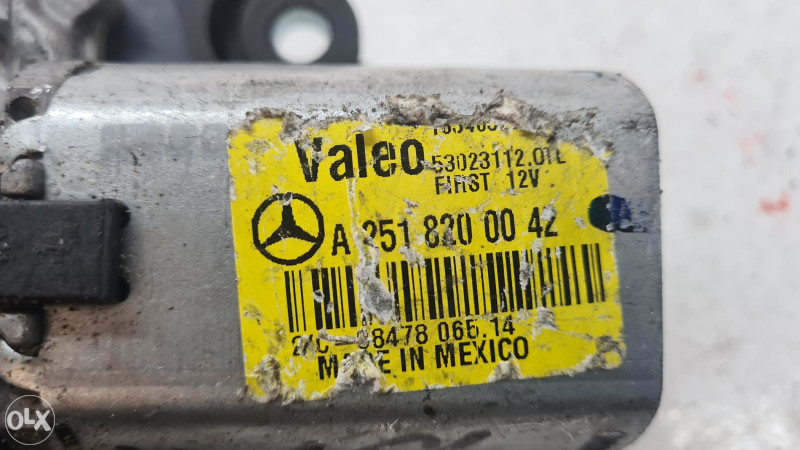 Valeo
53023112.01L
FIRST 12V
A 251 820 00 42
8478 065.14
MADE IN MEXICO
OLX